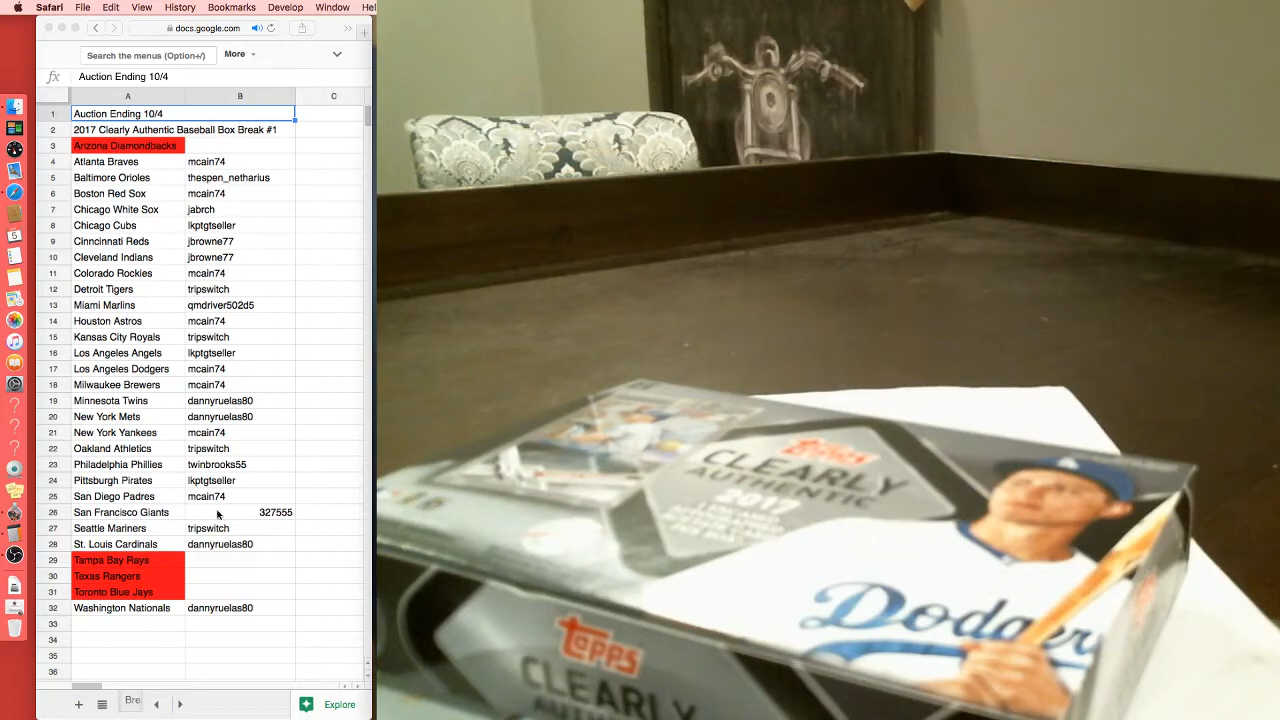 Safari File Edit View History Bookmarks Develop Window Hel
docs.google.com
Search the menus (Option+/) More
fx Auction Ending 10/4
A B C
1 Auction Ending 10/4
2 2017 Clearly Authentic Baseball Box Break #1
3 Arizona Diamondbacks
4 Atlanta Braves mcain74
5 Baltimore Orioles thespen_netharius
6 Boston Red Sox mcain74
7 Chicago White Sox jabrch
8 Chicago Cubs lkptgtseller
9 Cinncinnati Reds jbrowne77
10 Cleveland Indians jbrowne77
11 Colorado Rockies mcain74
12 Detroit Tigers tripswitch
13 Miami Marlins qmdriver502d5
14 Houston Astros mcain74
15 Kansas City Royals tripswitch
16 Los Angeles Angels lkptgtseller
17 Los Angeles Dodgers mcain74
18 Milwaukee Brewers mcain74
19 Minnesota Twins dannyruelas80
20 New York Mets dannyruelas80
21 New York Yankees mcain74
22 Oakland Athletics tripswitch
23 Philadelphia Phillies twinbrooks55
24 Pittsburgh Pirates lkptgtseller
25 San Diego Padres mcain74
26 San Francisco Giants 327555
27 Seattle Mariners tripswitch
28 St. Louis Cardinals dannyruelas80
29 Tampa Bay Rays
30 Texas Rangers
31 Toronto Blue Jays
32 Washington Nationals dannyruelas80
33
34
35
36
Bre
Explore
5
topps
CLEARLY
AUTHENTIC
2017
Dodgers
topps
CLEARLY
AUTHENTIC